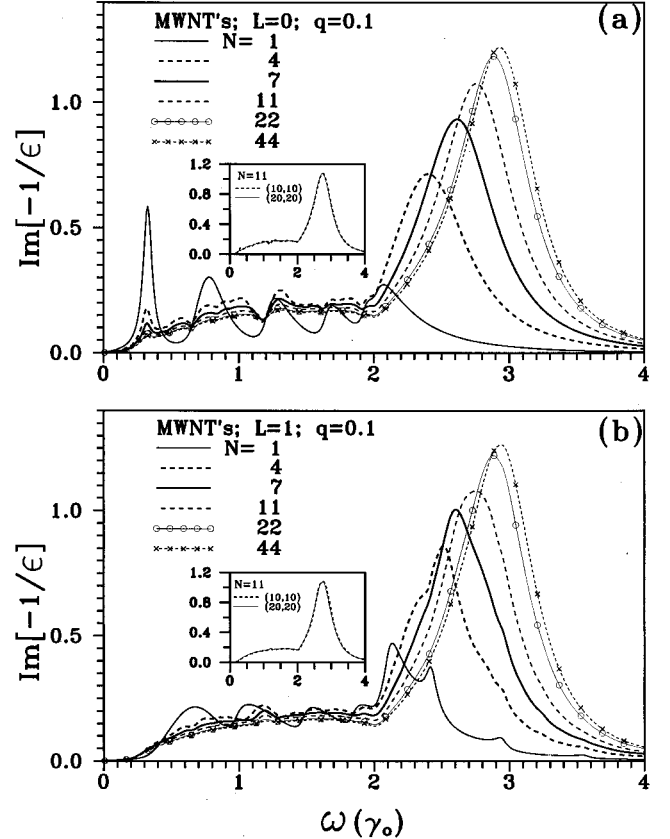 (a)
MWNT's; L=0; q=0.1
N= 1
4
7
11
22
44
Im[-1/ϵ]
1.0
0.5
0.0
1.2
0.8
0.4
0.0
N=11
(10,10)
(20,20)
0 1 2 3 4
0 1 2 3 4
(b)
MWNT's; L=1; q=0.1
N= 1
4
7
11
22
44
Im[-1/ϵ]
1.0
0.5
0.0
1.2
0.8
0.4
0.0
N=11
(10,10)
(20,20)
0 1 2 3 4
0 1 2 3 4
ω (γ₀)